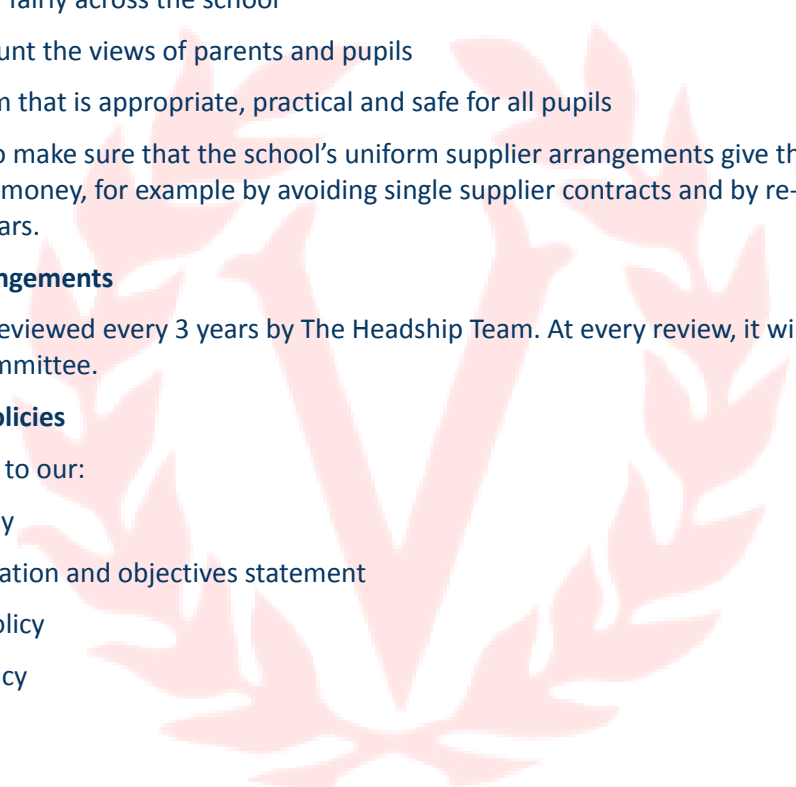 fairly across the school
unt the views of parents and pupils
that is appropriate, practical and safe for all pupils
make sure that the school's uniform supplier arrangements give th
money, for example by avoiding single supplier contracts and by re-
ars.
ngements
eviewed every 3 years by The Headship Team. At every review, it wi
mmittee.
olicies
to our:
y
ation and objectives statement
olicy
cy
V